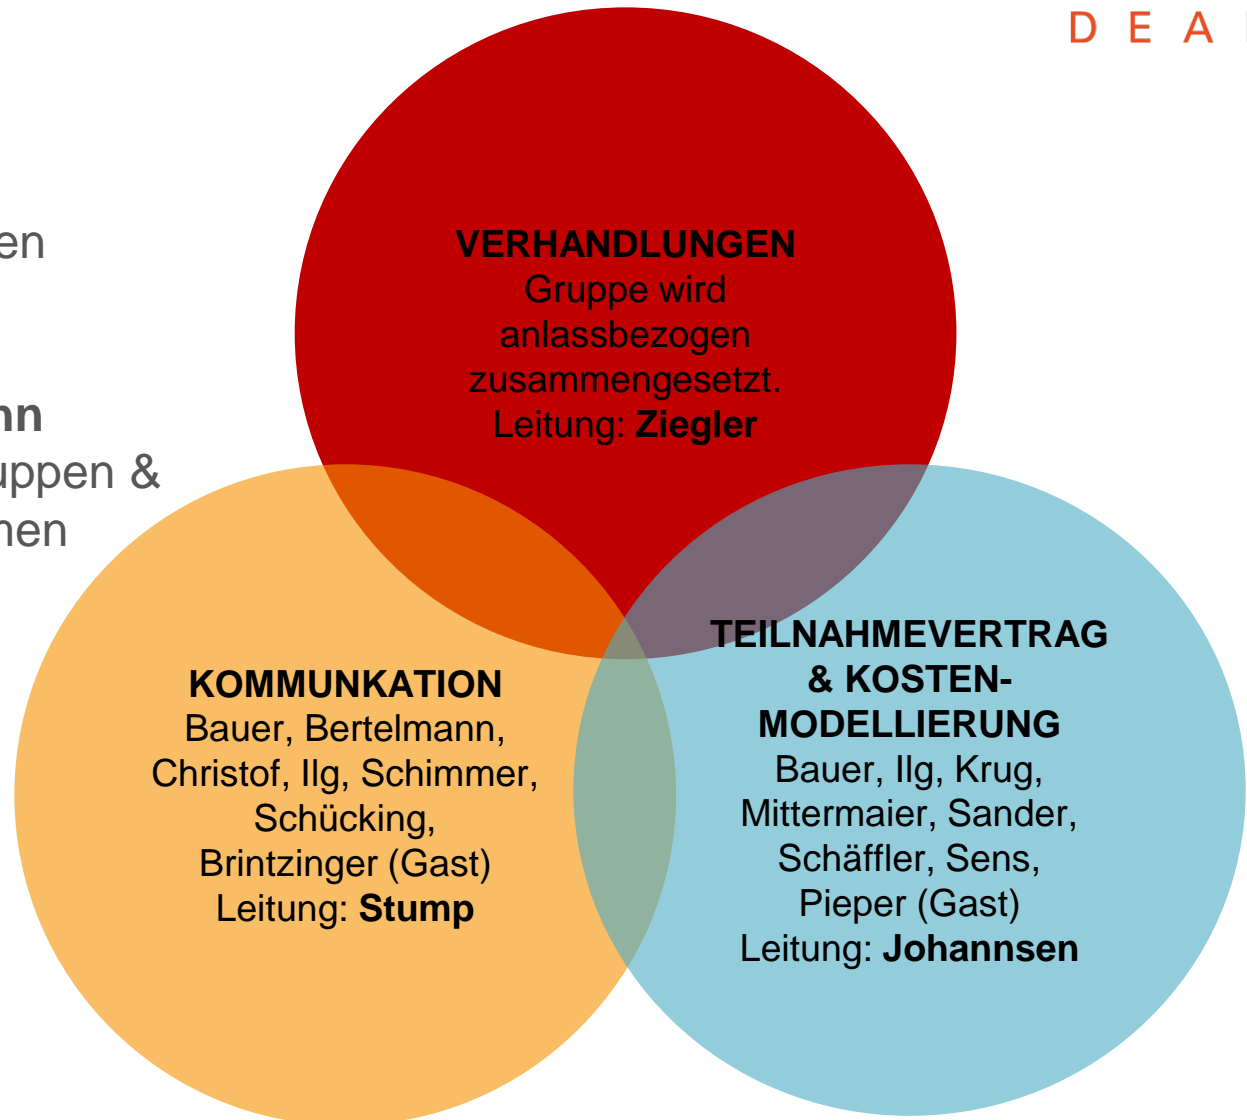 D E A
en
nn
uppen &
nen
VERHANDLUNGEN
Gruppe wird
anlassbezogen
zusammengesetzt.
Leitung: Ziegler
KOMMUNKATION
Bauer, Bertelmann,
Christof, Ilg, Schimmer,
Schücking,
Brintzinger (Gast)
Leitung: Stump
TEILNAHMEVERTRAG
& KOSTEN-
MODELLIERUNG
Bauer, Ilg, Krug,
Mittermaier, Sander,
Schäffler, Sens,
Pieper (Gast)
Leitung: Johannsen